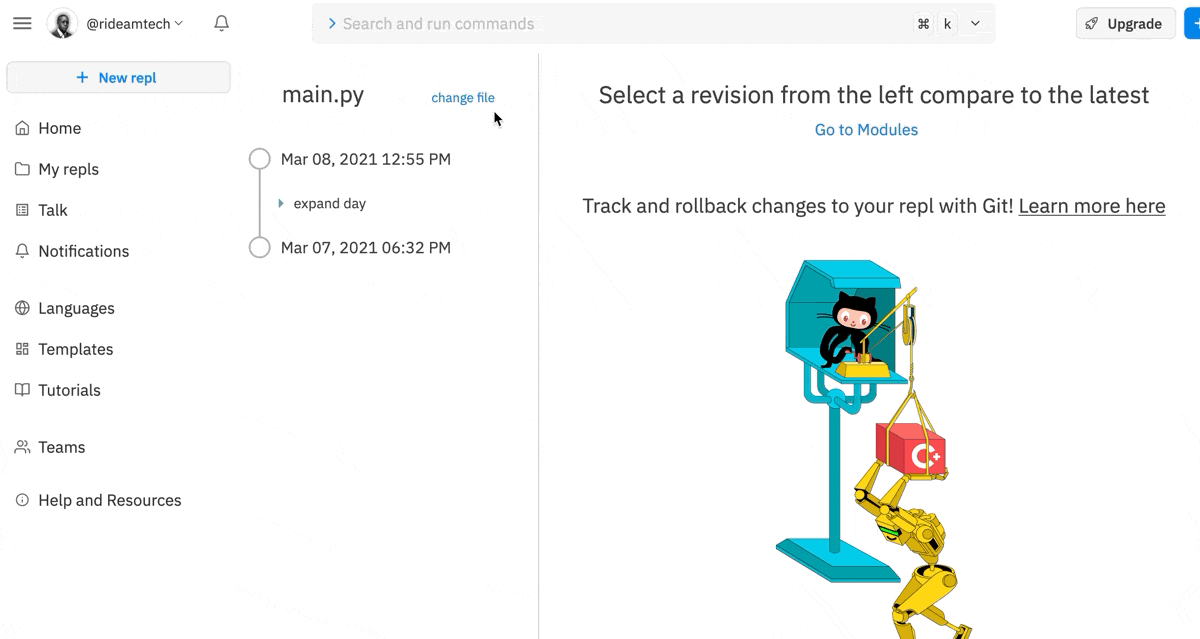 @rideamtech
Search and run commands
⌘ k
Upgrade
+ New repl
Home
My repls
Talk
Notifications
Languages
Templates
Tutorials
Teams
Help and Resources
main.py
change file
Mar 08, 2021 12:55 PM
expand day
Mar 07, 2021 06:32 PM
Select a revision from the left compare to the latest
Go to Modules
Track and rollback changes to your repl with Git! Learn more here